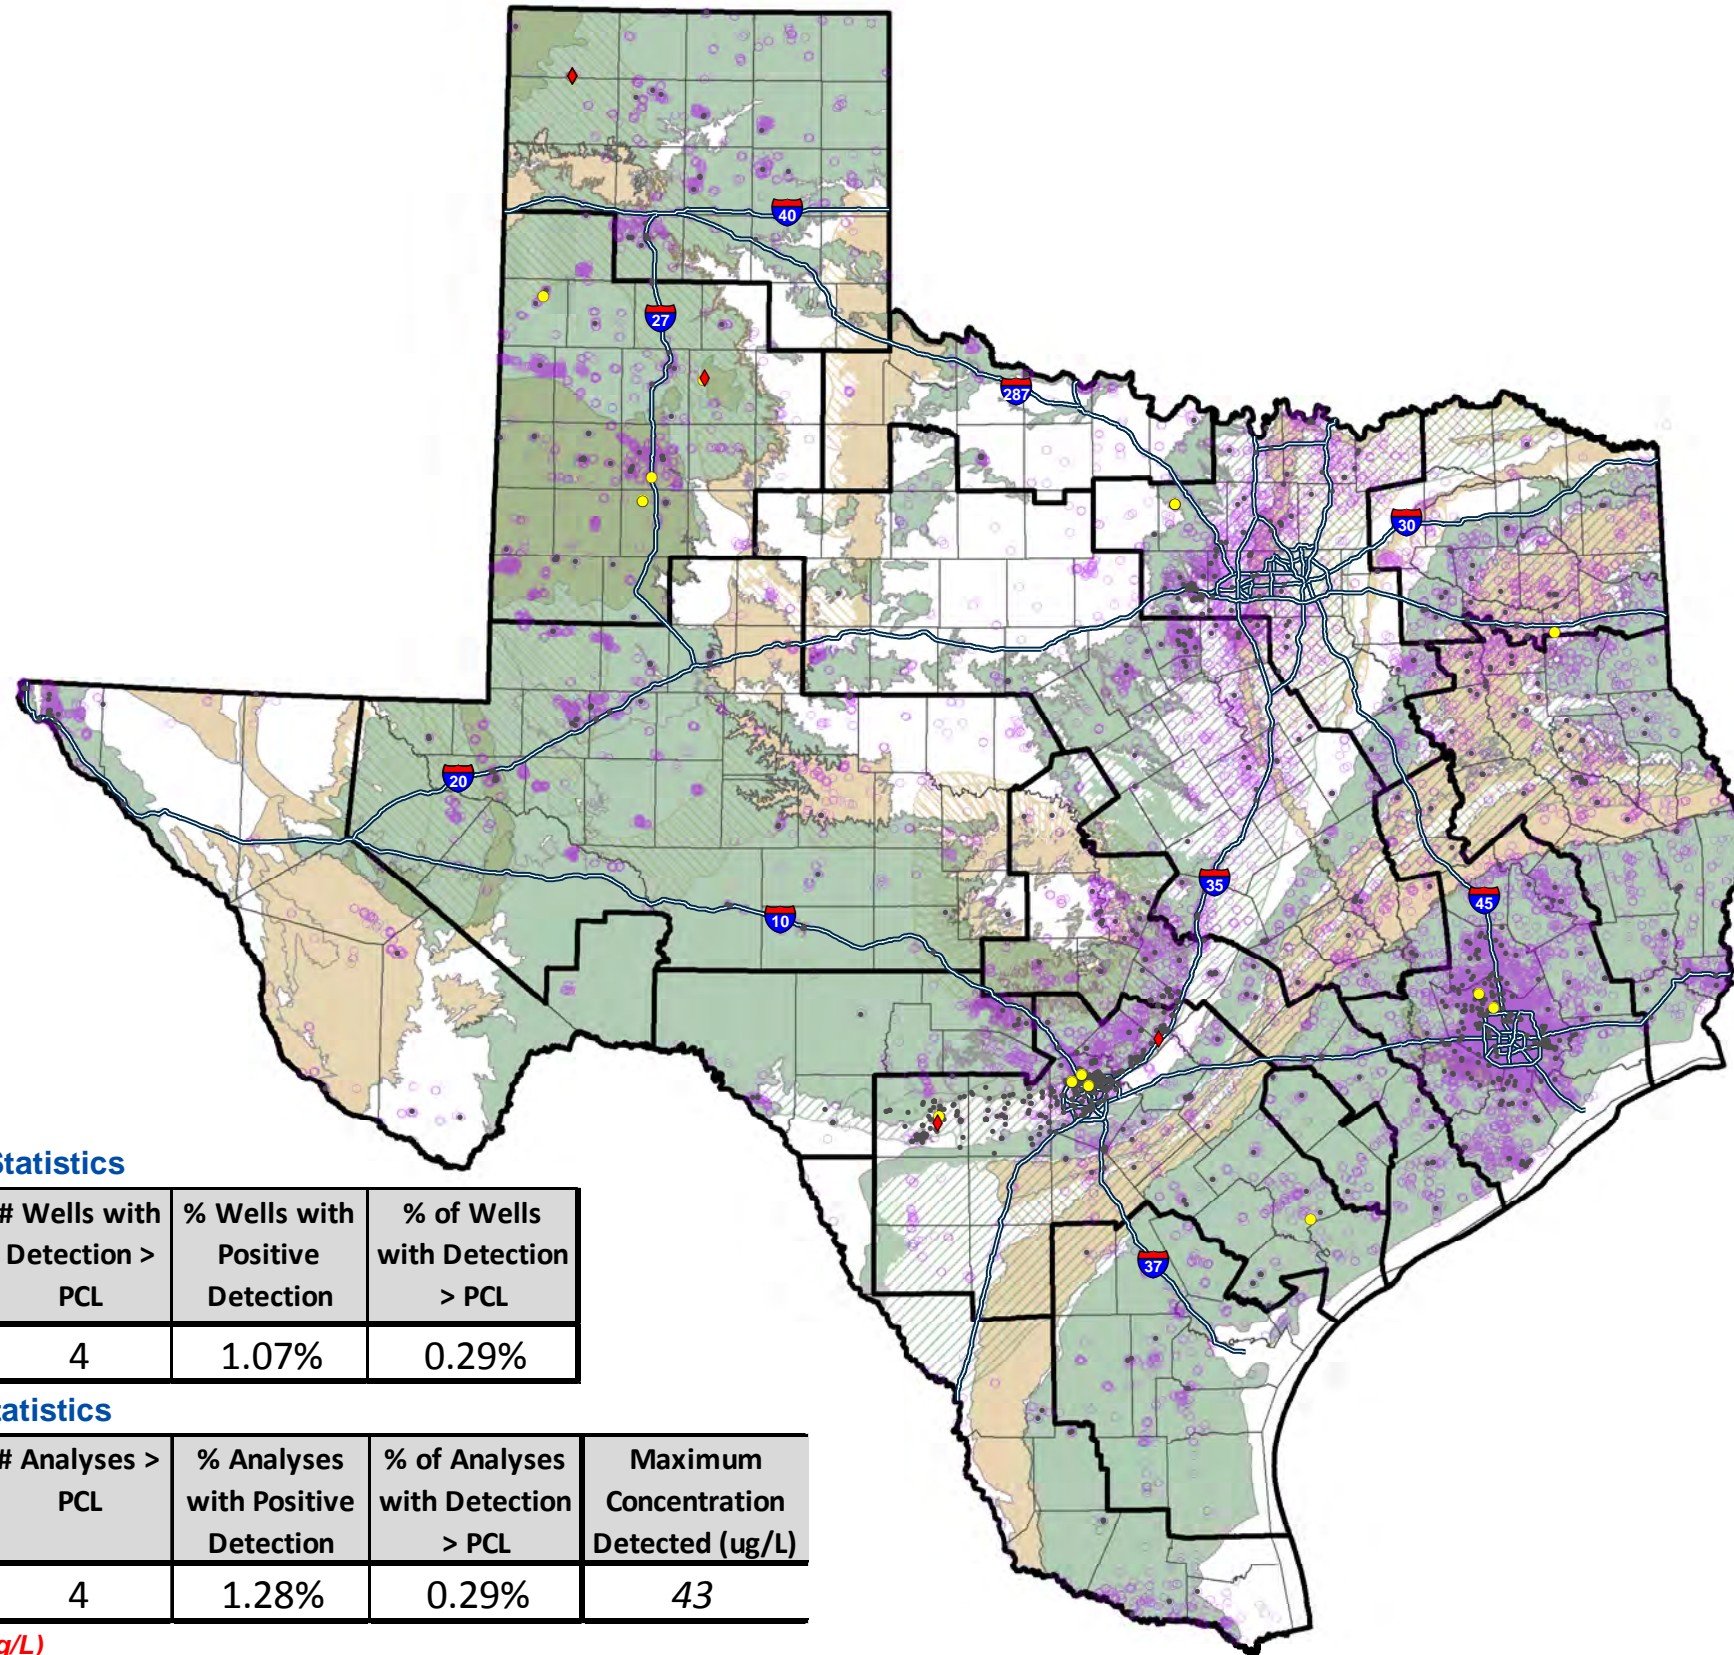 40
27
287
30
20
10
35
45
37
Statistics
# Wells with Detection > PCL
% Wells with Positive Detection
% of Wells with Detection > PCL
4
1.07%
0.29%
tatistics
# Analyses > PCL
% Analyses with Positive Detection
% of Analyses with Detection > PCL
Maximum Concentration Detected (ug/L)
4
1.28%
0.29%
43
g/L)